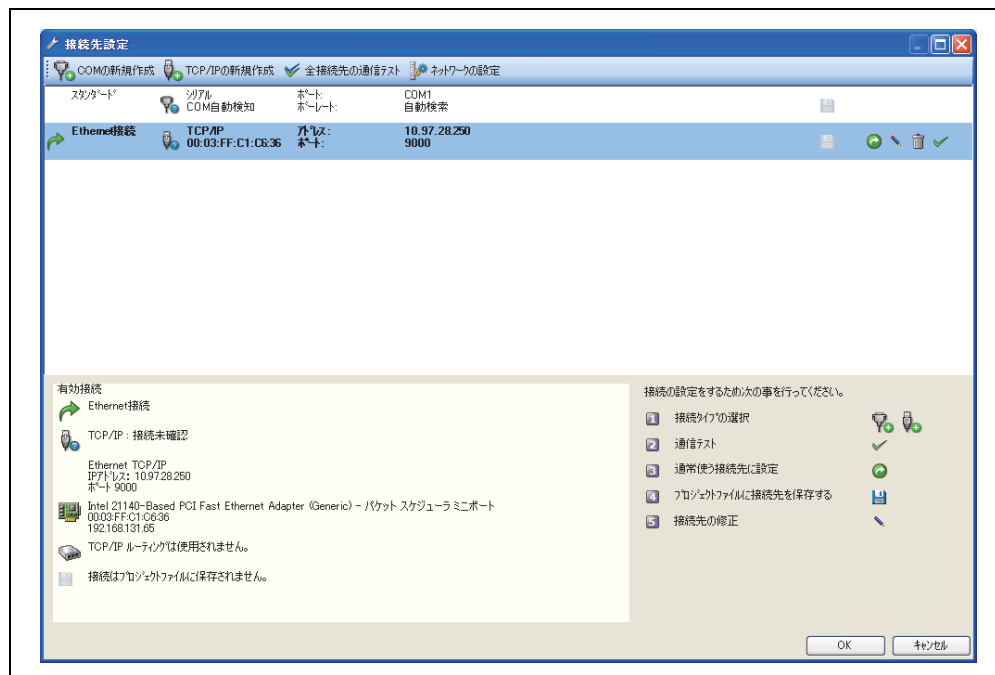 接続先設定
COMの新規作成 TCP/IPの新規作成 全接続先の通信テスト ネットワークの設定
スタンダード シリアル ポート: COM1
COM自動検知 ボーレート: 自動検索
Ethernet接続 TCP/IP アドレス: 10.97.28.250
00:03:FF:C1:C6:36 ポート: 9000
有効接続
Ethernet接続
TCP/IP : 接続未確認
Ethernet TCP/IP
IPアドレス: 10.97.28.250
ポート 9000
Intel 21140-Based PCI Fast Ethernet Adapter (Generic) - パケット スケジューラ ミニポート
00:03:FF:C1:C6:36
192.168.131.65
TCP/IP ルーティングは使用されません。
接続はプロジェクトファイルに保存されません。
接続の設定をするため次の事を行ってください。
1 接続タイプの選択
2 通信テスト
3 通常使う接続先に設定
4 プロジェクトファイルに接続先を保存する
5 接続先の修正
OK キャンセル